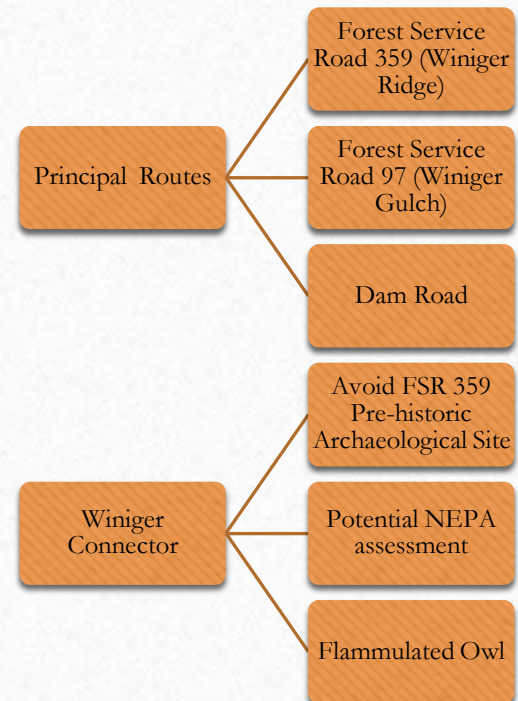 Principal Routes
Forest Service
Road 359 (Winiger
Ridge)
Forest Service
Road 97 (Winiger
Gulch)
Dam Road
Winiger
Connector
Avoid FSR 359
Pre-historic
Archaeological Site
Potential NEPA
assessment
Flammulated Owl